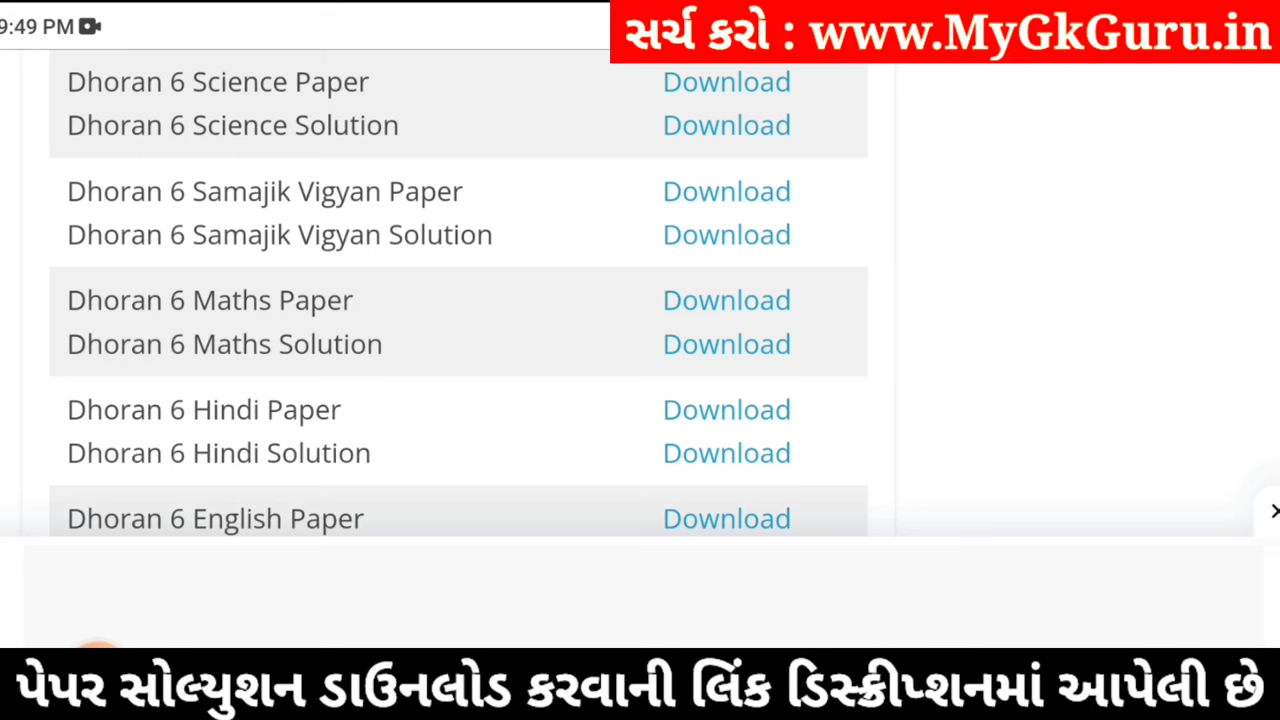 9:49 PM
સર્ચ કરો : www.MyGkGuru.in
Dhoran 6 Science Paper Download
Dhoran 6 Science Solution Download
Dhoran 6 Samajik Vigyan Paper Download
Dhoran 6 Samajik Vigyan Solution Download
Dhoran 6 Maths Paper Download
Dhoran 6 Maths Solution Download
Dhoran 6 Hindi Paper Download
Dhoran 6 Hindi Solution Download
Dhoran 6 English Paper Download
પેપર સોલ્યુશન ડાઉનલોડ કરવાની લિંક ડિસ્ક્રીપ્શનમાં આપેલી છે